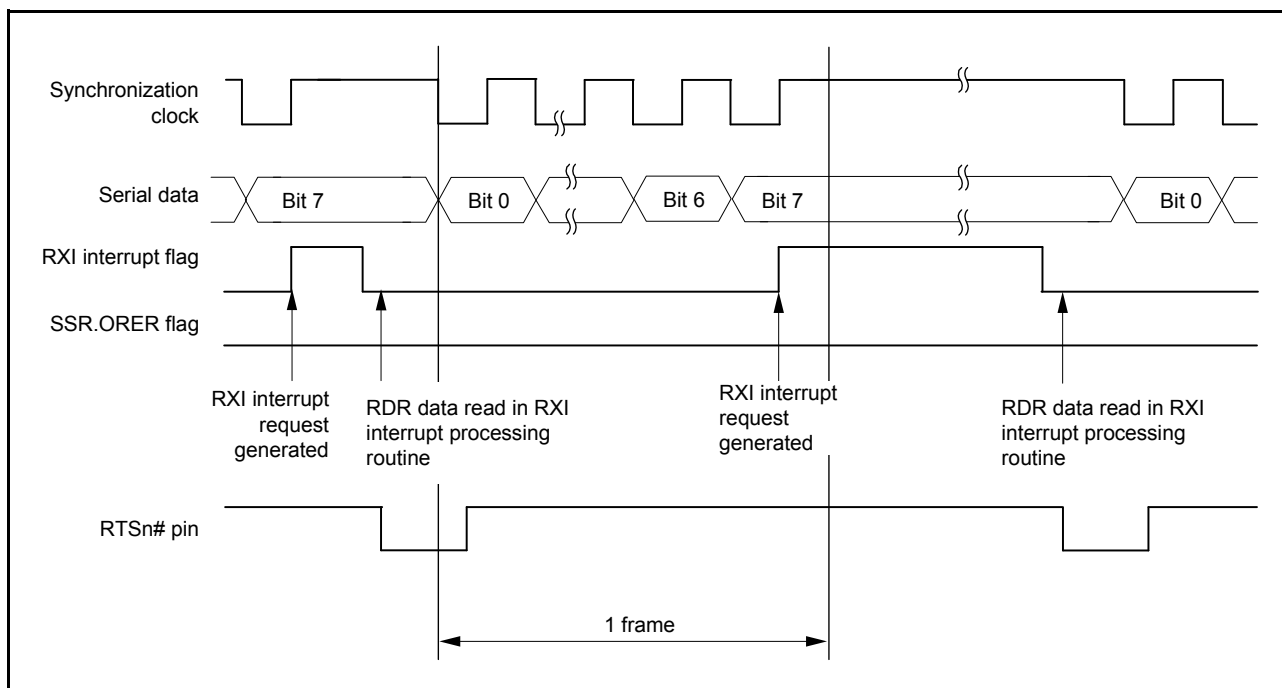 Synchronization
clock
Serial data
Bit 7
Bit 0
Bit 6
Bit 7
Bit 0
RXI interrupt flag
SSR.ORER flag
RXI interrupt
request
generated
RDR data read in RXI
interrupt processing
routine
RXI interrupt
request
generated
RDR data read in RXI
interrupt processing
routine
RTSn# pin
1 frame